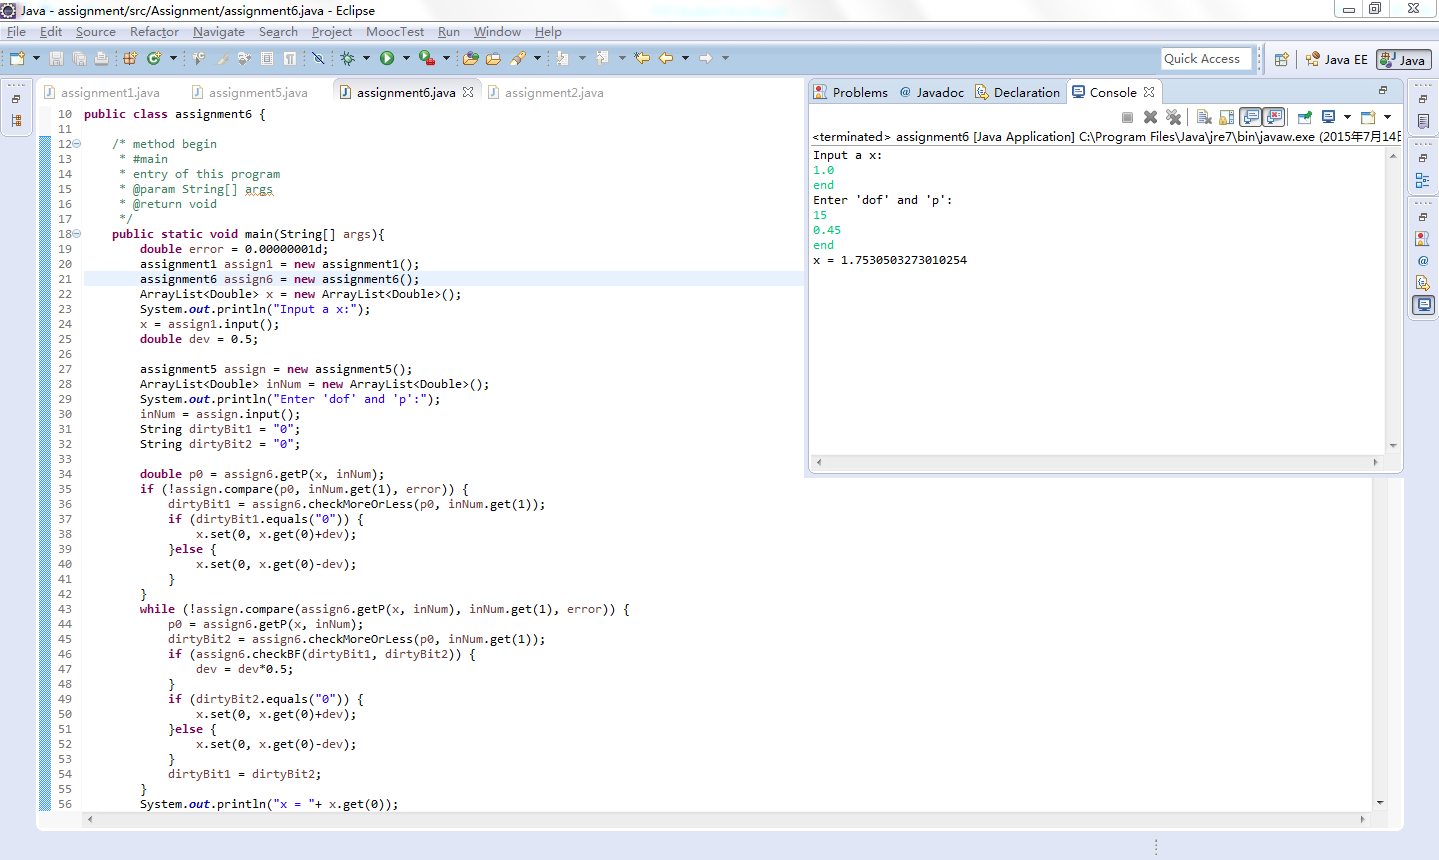 Java - assignment/src/Assignment/assignment6.java - Eclipse
File Edit Source Refactor Navigate Search Project MoocTest Run Window Help
Quick Access
Java EE
Java
assignment1.java
assignment5.java
assignment6.java
assignment2.java
10 public class assignment6 {
11
12 /* method begin
13 * #main
14 * entry of this program
15 * @param String[] args
16 * @return void
17 */
18 public static void main(String[] args){
19 double error = 0.00000001d;
20 assignment1 assign1 = new assignment1();
21 assignment6 assign6 = new assignment6();
22 ArrayList<Double> x = new ArrayList<Double>();
23 System.out.println("Input a x:");
24 x = assign1.input();
25 double dev = 0.5;
26
27 assignment5 assign = new assignment5();
28 ArrayList<Double> inNum = new ArrayList<Double>();
29 System.out.println("Enter 'dof' and 'p':");
30 inNum = assign.input();
31 String dirtyBit1 = "0";
32 String dirtyBit2 = "0";
33
34 double p0 = assign6.getP(x, inNum);
35 if (!assign.compare(p0, inNum.get(1), error)) {
36 dirtyBit1 = assign6.checkMoreOrLess(p0, inNum.get(1));
37 if (dirtyBit1.equals("0")) {
38 x.set(0, x.get(0)+dev);
39 }else {
40 x.set(0, x.get(0)-dev);
41 }
42 }
43 while (!assign.compare(assign6.getP(x, inNum), inNum.get(1), error)) {
44 p0 = assign6.getP(x, inNum);
45 dirtyBit2 = assign6.checkMoreOrLess(p0, inNum.get(1));
46 if (assign6.checkBF(dirtyBit1, dirtyBit2)) {
47 dev = dev*0.5;
48 }
49 if (dirtyBit2.equals("0")) {
50 x.set(0, x.get(0)+dev);
51 }else {
52 x.set(0, x.get(0)-dev);
53 }
54 dirtyBit1 = dirtyBit2;
55 }
56 System.out.println("x = "+ x.get(0));
Problems @ Javadoc Declaration Console
<terminated> assignment6 [Java Application] C:\Program Files\Java\jre7\bin\javaw.exe (2015年7月14日
Input a x:
1.0
end
Enter 'dof' and 'p':
15
0.45
end
x = 1.7530503273010254